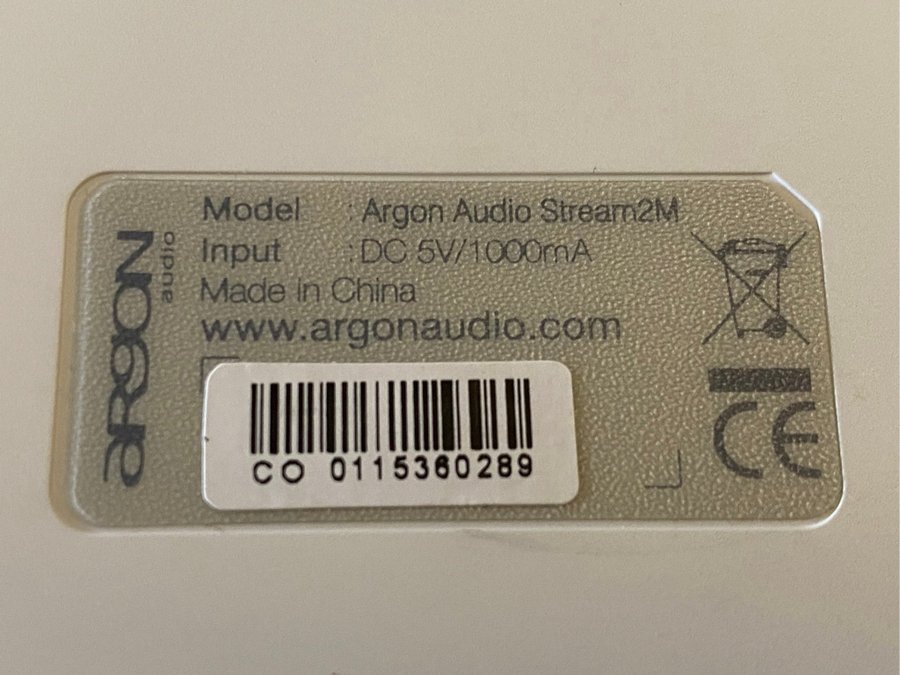 Model : Argon Audio Stream2M
Input : DC 5V/1000mA
Made in China
www.argonaudio.com
ARGON
audio
CE
CO 0115360289